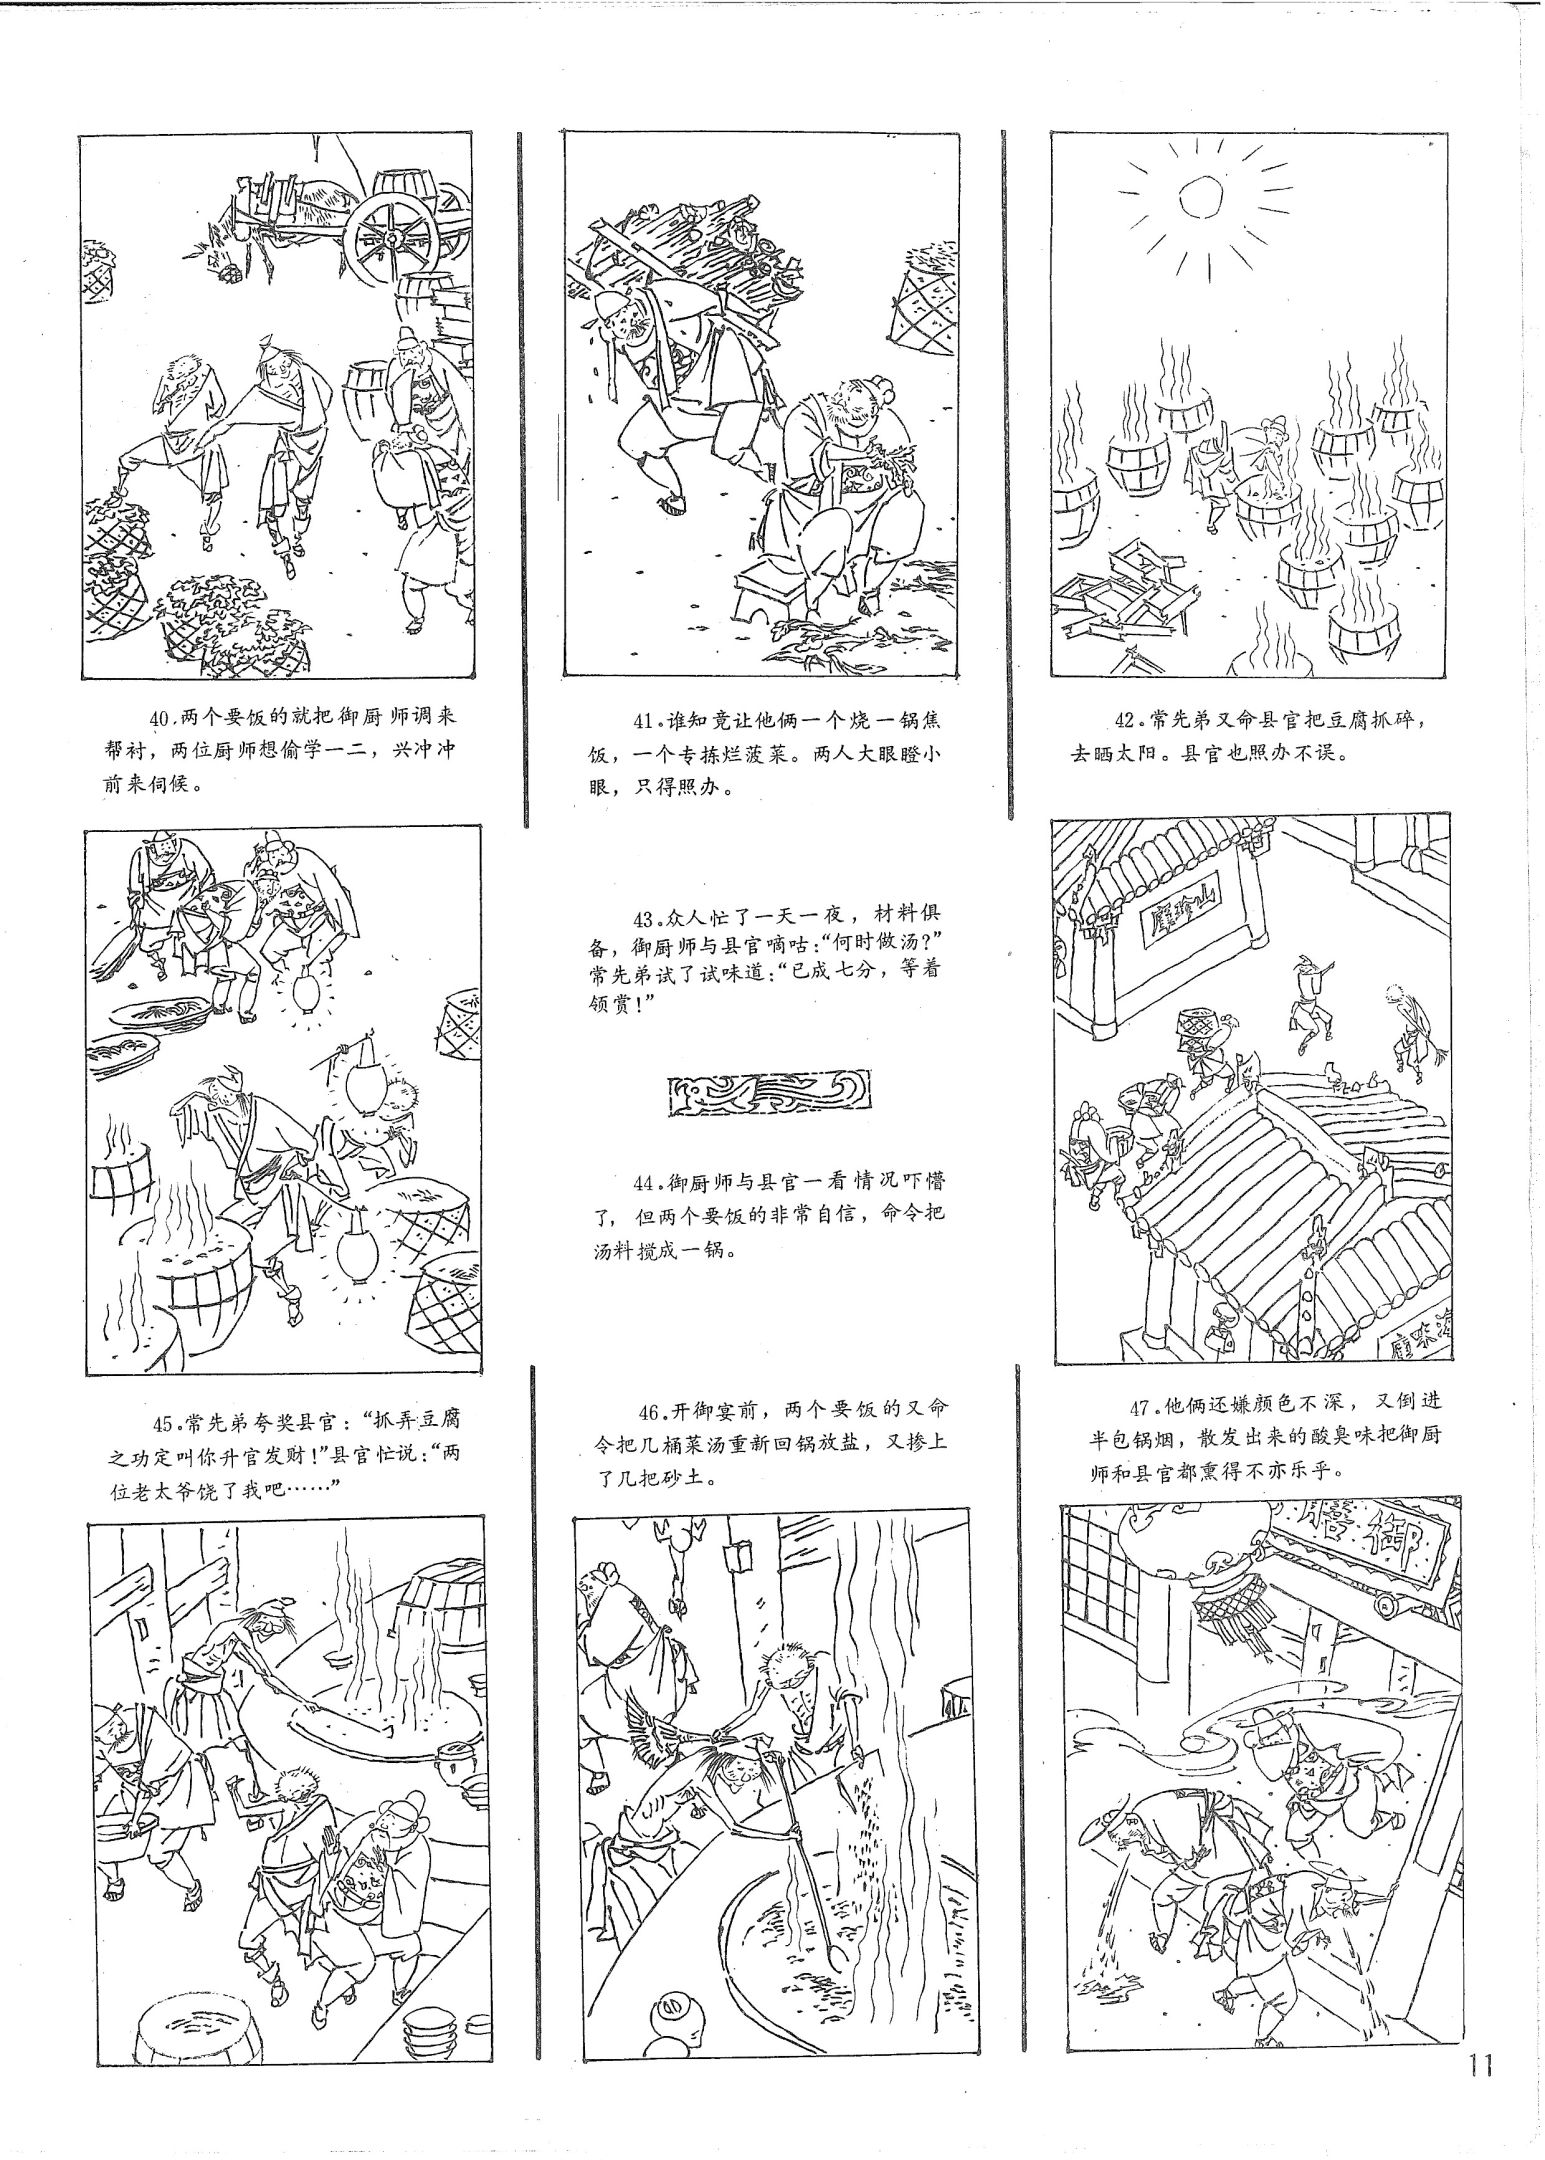 40.两个要饭的就把御厨师调来
帮衬，两位厨师想偷学一二，兴冲冲
前来伺候。
41.谁知竟让他俩一个烧一锅焦
饭，一个专拣烂菠菜。两人大眼瞪小
眼，只得照办。
42.常先弟又命县官把豆腐抓碎，
去晒太阳。县官也照办不误。
43.众人忙了一天一夜，材料俱
备，御厨师与县官嘀咕：“何时做汤？”
常先弟试了试味道：“已成七分，等着
领赏！”
山珍廊
44.御厨师与县官一看情况吓懵
了，但两个要饭的非常自信，命令把
汤料搅成一锅。
海味廊
45.常先弟夸奖县官：“抓弄豆腐
之功定叫你升官发财！”县官忙说：“两
位老太爷饶了我吧……”
46.开御宴前，两个要饭的又命
令把几桶菜汤重新回锅放盐，又掺上
了几把砂土。
47.他俩还嫌颜色不深，又倒进
半包锅烟，散发出来的酸臭味把御厨
师和县官都熏得不亦乐乎。
御膳
11